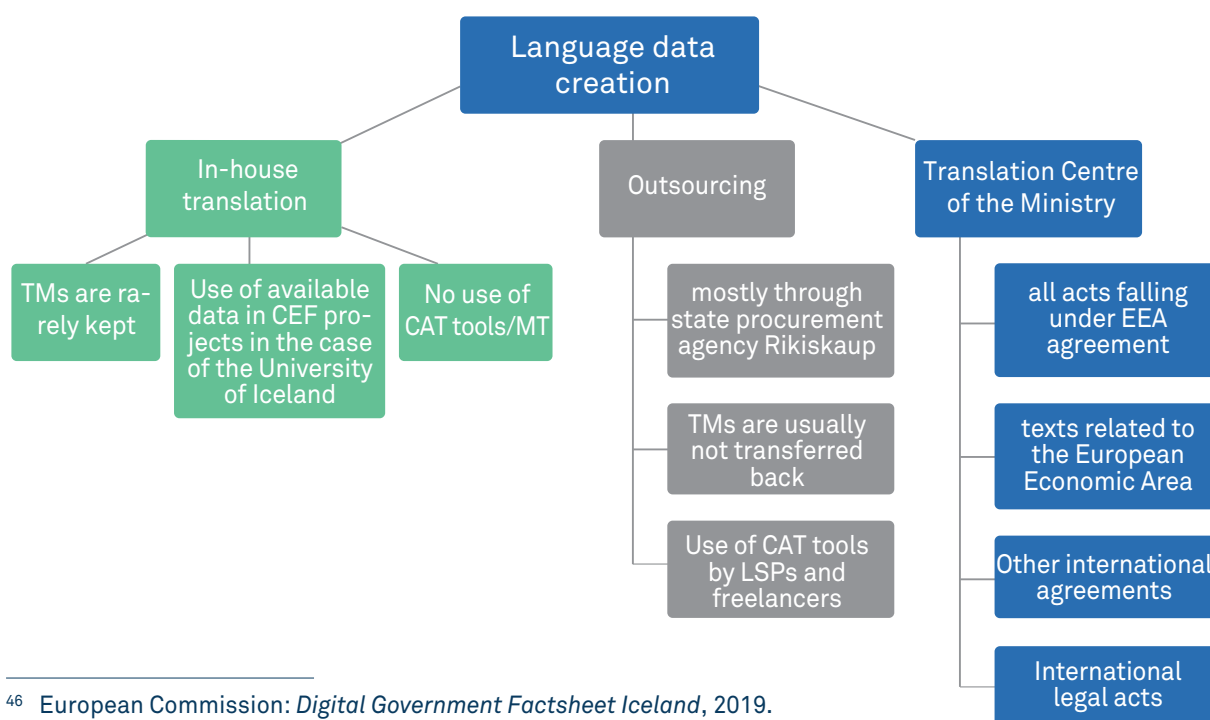 Language data
creation
In-house
translation
Outsourcing
Translation Centre
of the Ministry
TMs are ra-
rely kept
Use of available
data in CEF pro-
jects in the case
of the University
of Iceland
No use of
CAT tools/MT
mostly through
state procurement
agency Rikiskaup
TMs are usually
not transferred
back
Use of CAT tools
by LSPs and
freelancers
all acts falling
under EEA
agreement
texts related to
the European
Economic Area
Other international
agreements
International
legal acts
46 European Commission: Digital Government Factsheet Iceland, 2019.